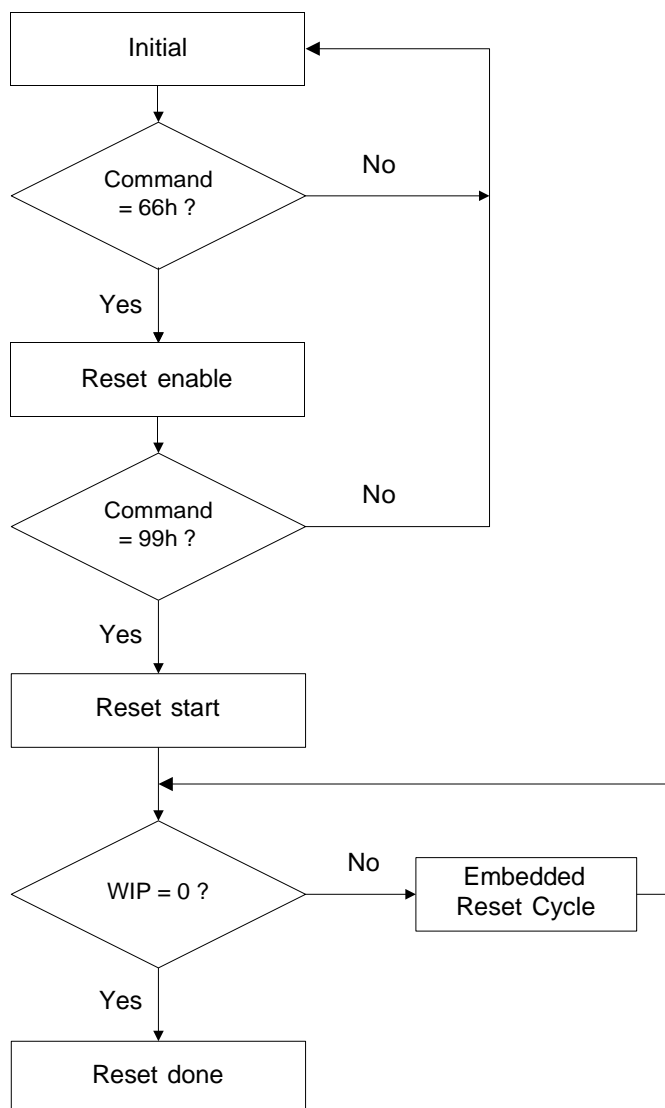 Initial
Command
= 66h ?
No
Yes
Reset enable
Command
= 99h ?
No
Yes
Reset start
WIP = 0 ?
No
Embedded
Reset Cycle
Yes
Reset done